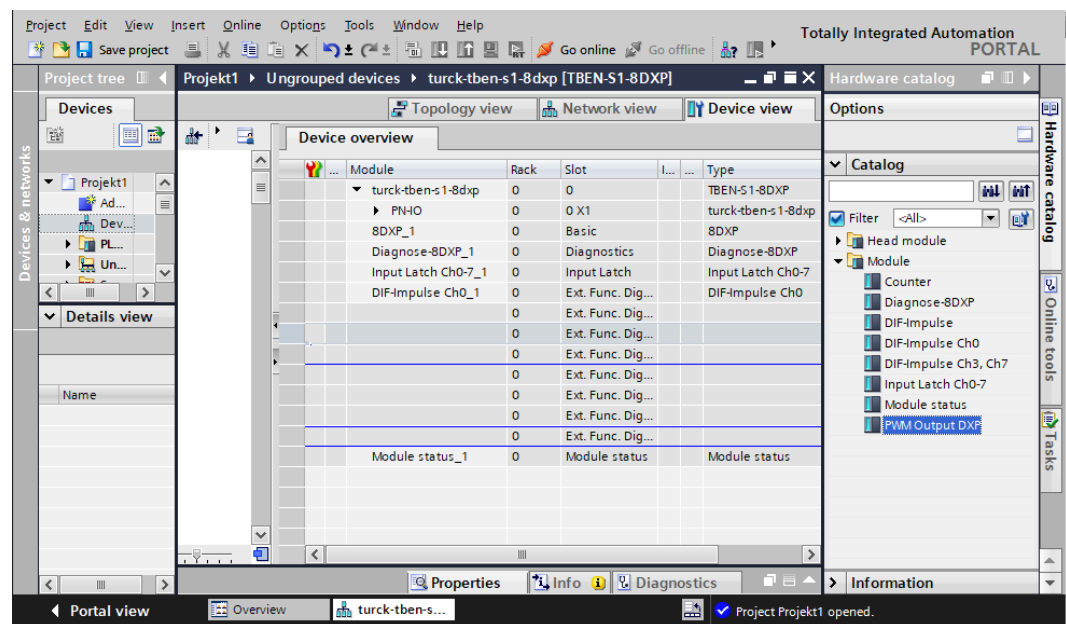 Project Edit View Insert Online Options Tools Window Help
Totally Integrated Automation
PORTAL
Save project
Go online
Go offline
Project tree
Projekt1 ▸ Ungrouped devices ▸ turck-tben-s1-8dxp [TBEN-S1-8DXP]
Hardware catalog
Devices
Topology view
Network view
Device view
Options
Device overview
... Module Rack Slot I... ... Type
turck-tben-s1-8dxp 0 0 TBEN-S1-8DXP
PN-IO 0 0 X1 turck-tben-s1-8dxp
8DXP_1 0 Basic 8DXP
Diagnose-8DXP_1 0 Diagnostics Diagnose-8DXP
Input Latch Ch0-7_1 0 Input Latch Input Latch Ch0-7
DIF-Impulse Ch0_1 0 Ext. Func. Dig... DIF-Impulse Ch0
0 Ext. Func. Dig...
0 Ext. Func. Dig...
0 Ext. Func. Dig...
0 Ext. Func. Dig...
0 Ext. Func. Dig...
0 Ext. Func. Dig...
0 Ext. Func. Dig...
Module status_1 0 Module status Module status
Projekt1
Ad...
Dev...
PL...
Un...
Details view
Name
Devices & networks
Catalog
Filter <All>
Head module
Module
Counter
Diagnose-8DXP
DIF-Impulse
DIF-Impulse Ch0
DIF-Impulse Ch3, Ch7
Input Latch Ch0-7
Module status
PWM Output DXP
Hardware catalog
Online tools
Tasks
Properties
Info
Diagnostics
Information
Portal view
Overview
turck-tben-s...
Project Projekt1 opened.